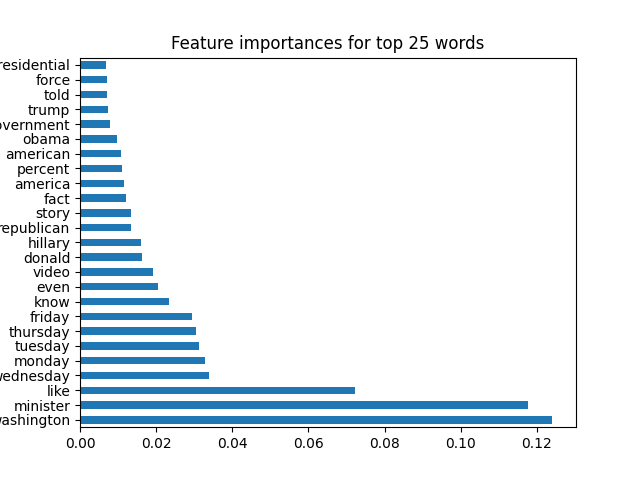 Feature importances for top 25 words
residential
force
told
trump
overnment
obama
american
percent
america
fact
story
republican
hillary
donald
video
even
know
friday
thursday
tuesday
monday
wednesday
like
minister
washington
0.00 0.02 0.04 0.06 0.08 0.10 0.12